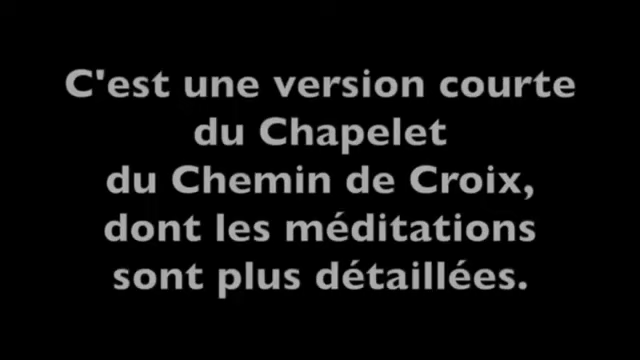 C'est une version courte
du Chapelet
du Chemin de Croix,
dont les méditations
sont plus détaillées.